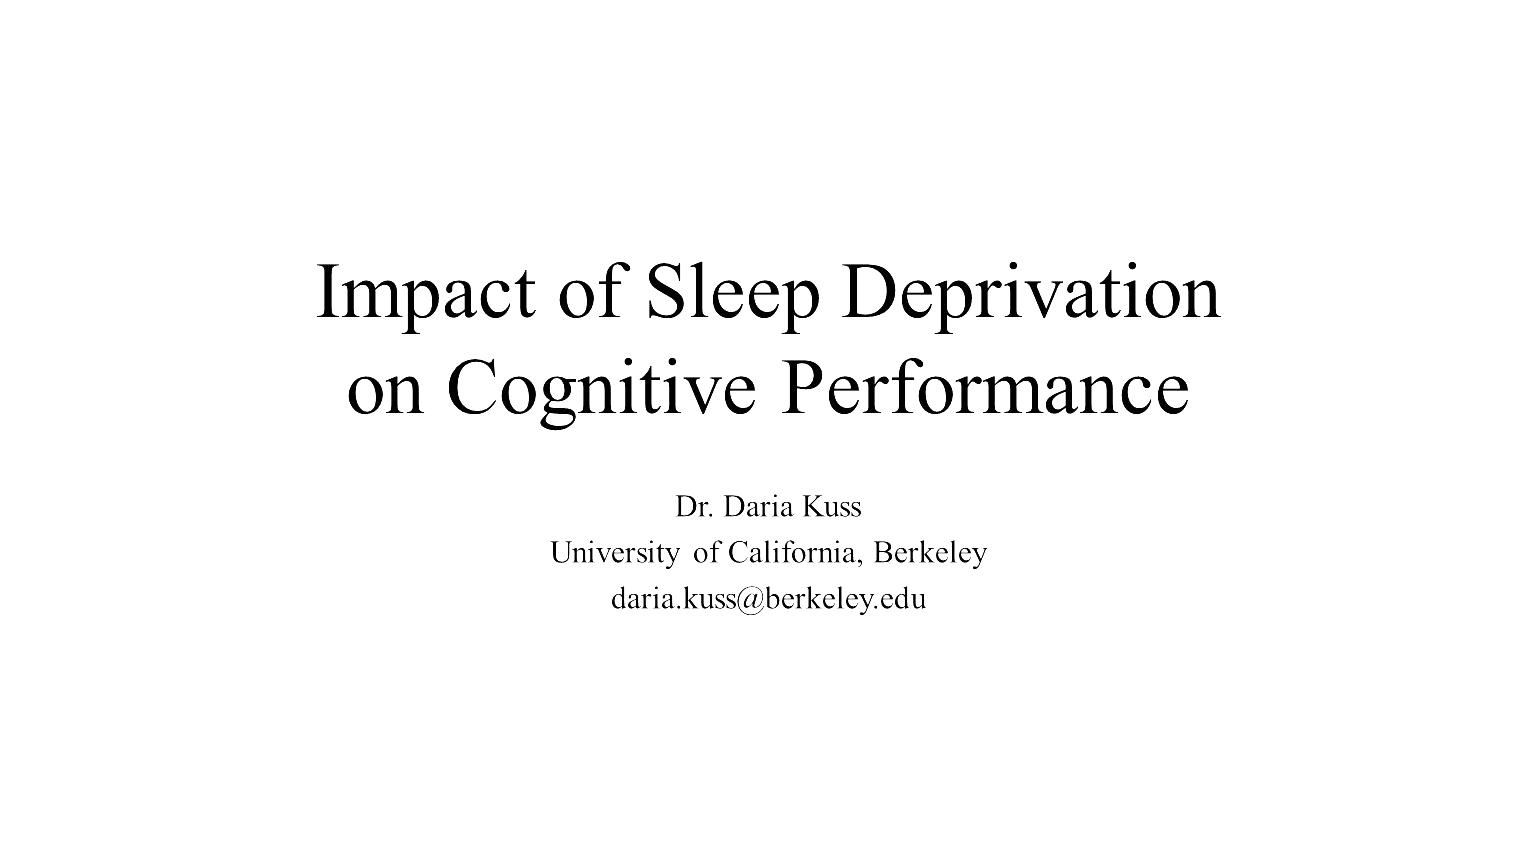 Impact of Sleep Deprivation
on Cognitive Performance
Dr. Daria Kuss
University of California, Berkeley
daria.kuss@berkeley.edu